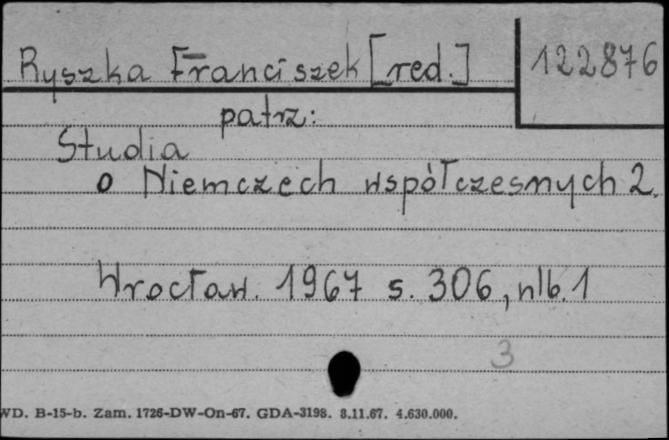 Ryszka Franciszek [red.]
122876
patrz:
Studia
o Niemczech współczesnych 2.
Wrocław. 1967 s. 306, nlb. 1
3
WD. B-15-b. Zam. 1726-DW-On-67. GDA-3198. 8.11.67. 4.630.000.